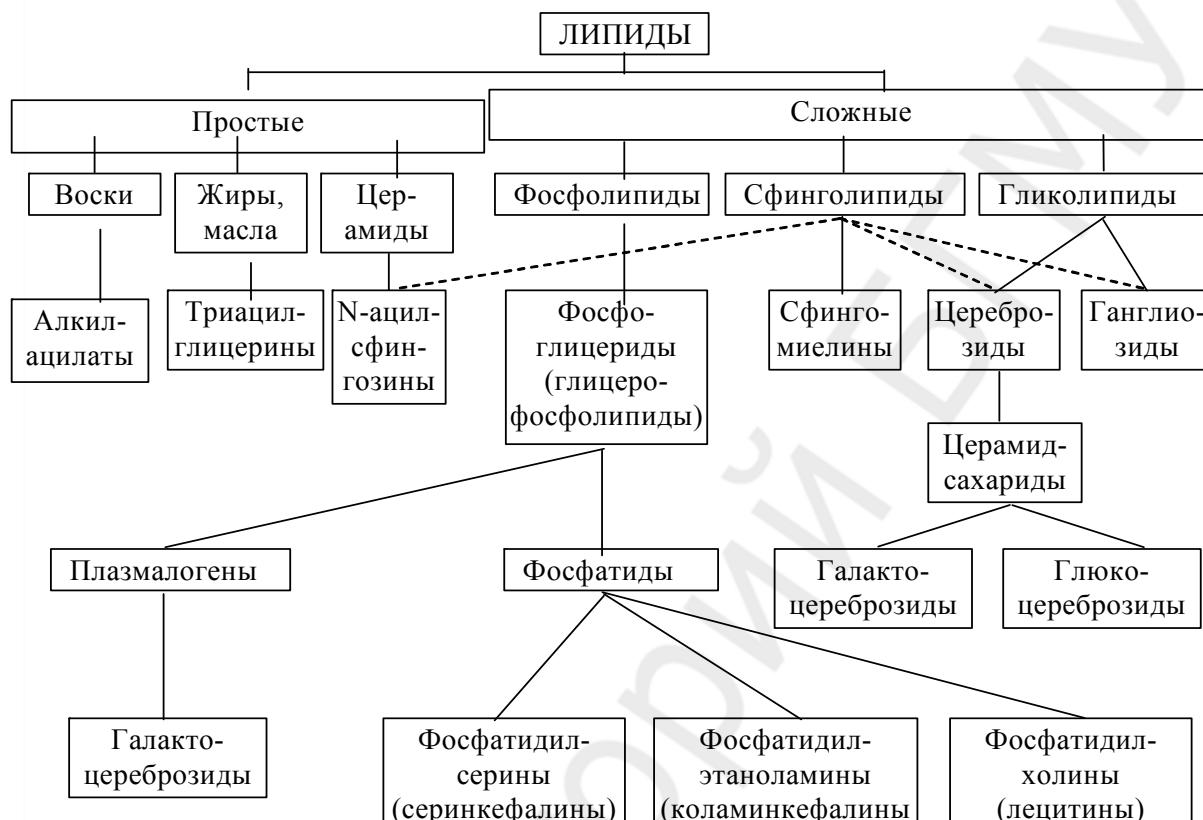 ЛИПИДЫ
Простые
Сложные
Воски
Жиры,
масла
Цер-
амиды
Фосфолипиды
Сфинголипиды
Гликолипиды
Алкил-
ацилаты
Триацил-
глицерины
N-ацил-
сфин-
гозины
Фосфо-
глицериды
(глицеро-
фосфолипиды)
Сфинго-
миелины
Церебро-
зиды
Ганглио-
зиды
Церамид-
сахариды
Плазмалогены
Фосфатиды
Галакто-
цереброзиды
Глюко-
цереброзиды
Галакто-
цереброзиды
Фосфатидил-
серины
(серинкефалины)
Фосфатидил-
этаноламины
(коламинкефалины
Фосфатидил-
холины
(лецитины)
БГМУ